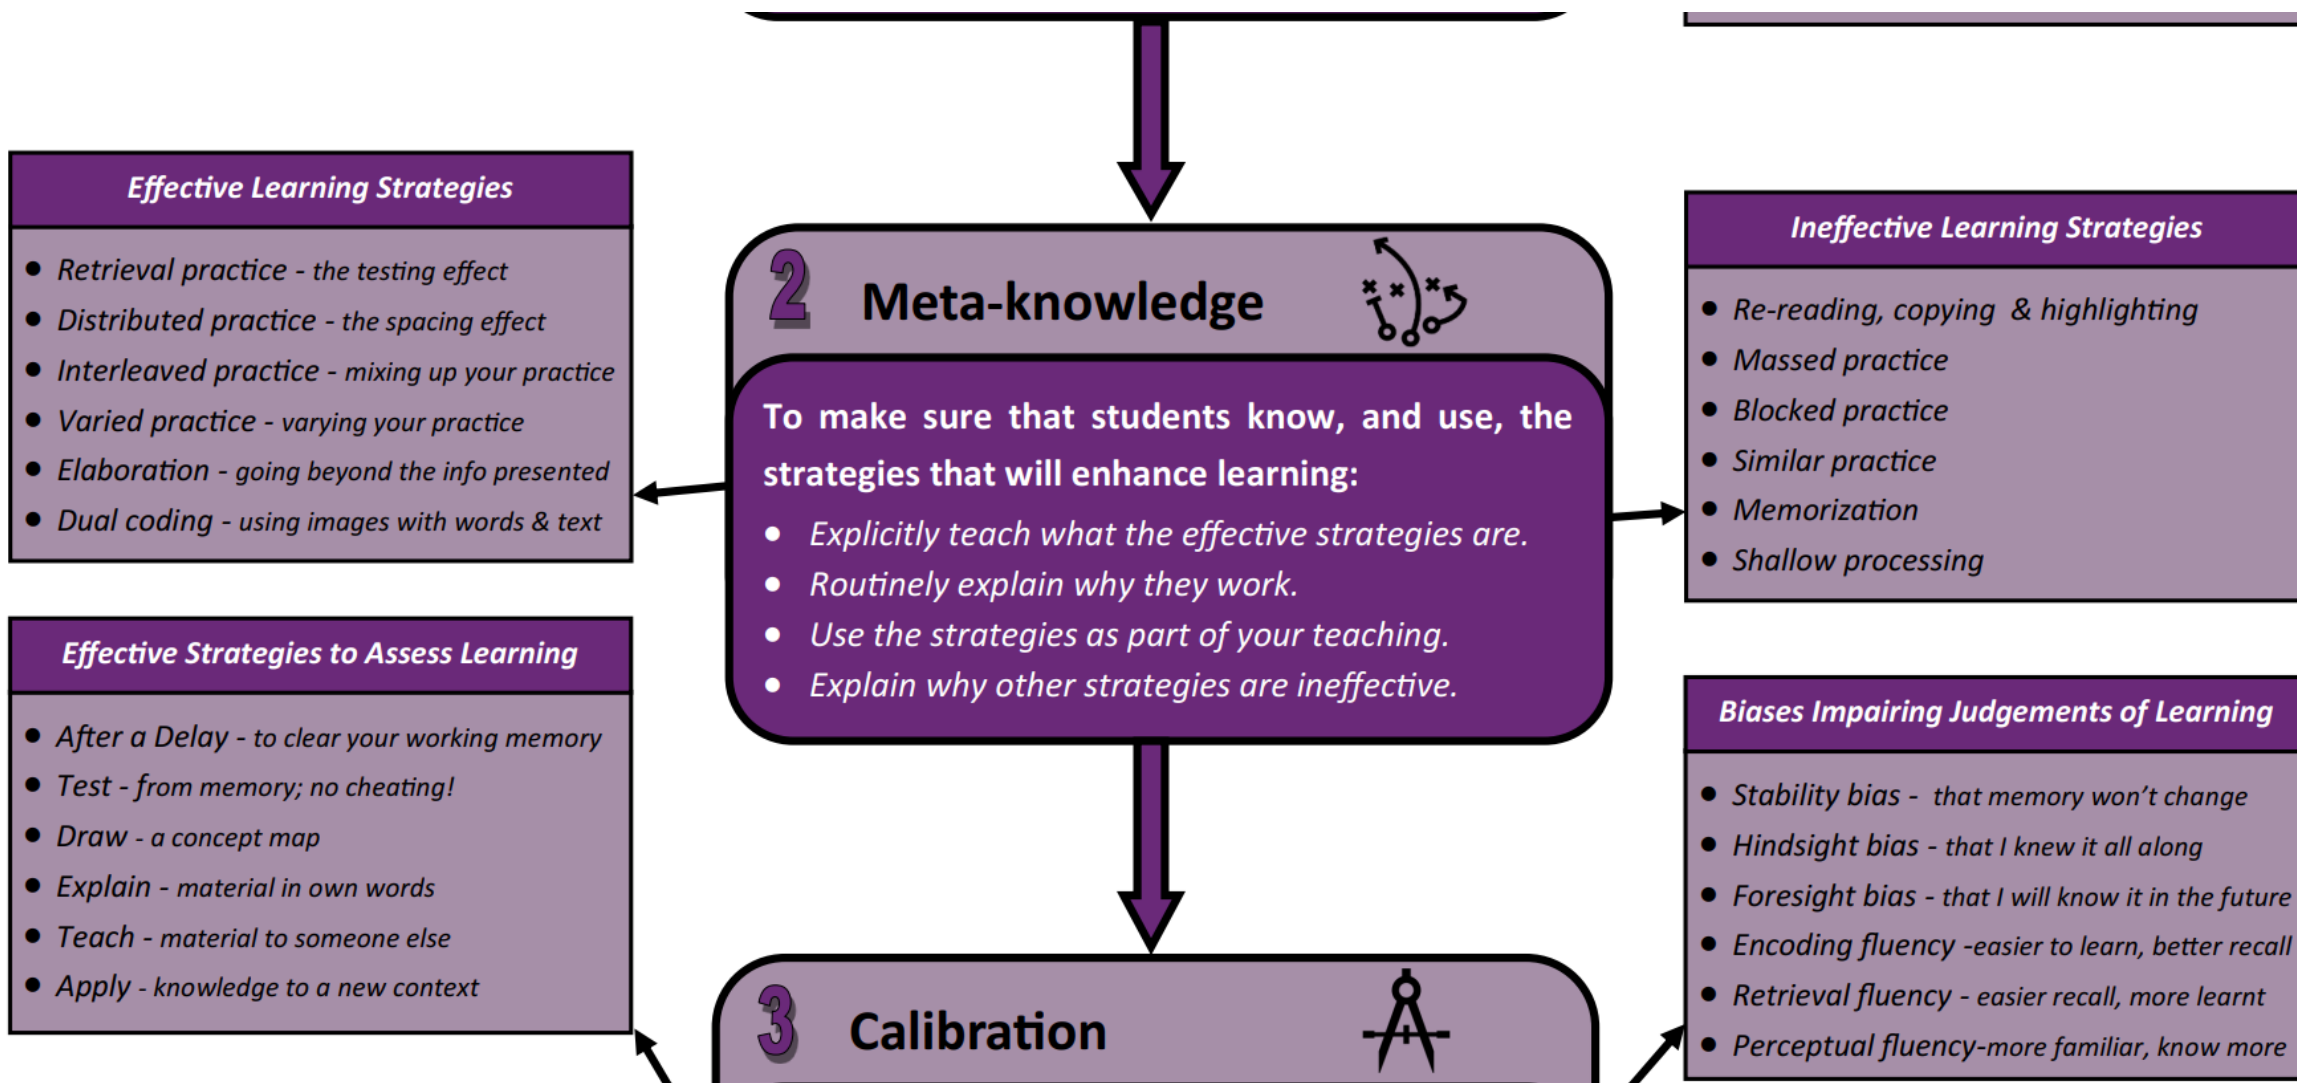 Effective Learning Strategies
● Retrieval practice - the testing effect
● Distributed practice - the spacing effect
● Interleaved practice - mixing up your practice
● Varied practice - varying your practice
● Elaboration - going beyond the info presented
● Dual coding - using images with words & text
2 Meta-knowledge
To make sure that students know, and use, the
strategies that will enhance learning:
● Explicitly teach what the effective strategies are.
● Routinely explain why they work.
● Use the strategies as part of your teaching.
● Explain why other strategies are ineffective.
Ineffective Learning Strategies
● Re-reading, copying & highlighting
● Massed practice
● Blocked practice
● Similar practice
● Memorization
● Shallow processing
Effective Strategies to Assess Learning
● After a Delay - to clear your working memory
● Test - from memory; no cheating!
● Draw - a concept map
● Explain - material in own words
● Teach - material to someone else
● Apply - knowledge to a new context
3 Calibration
Biases Impairing Judgements of Learning
● Stability bias - that memory won't change
● Hindsight bias - that I knew it all along
● Foresight bias - that I will know it in the future
● Encoding fluency -easier to learn, better recall
● Retrieval fluency - easier recall, more learnt
● Perceptual fluency-more familiar, know more